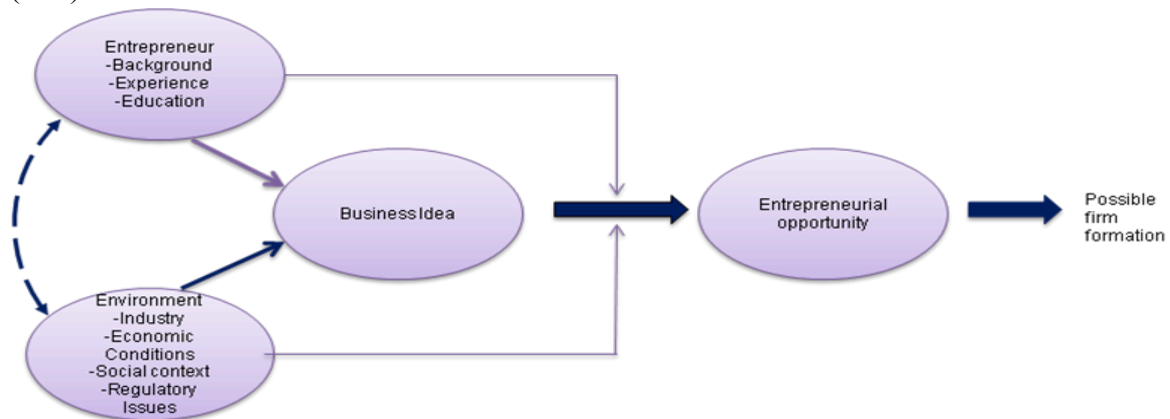 Entrepreneur
-Background
-Experience
-Education
Business Idea
Entrepreneurial
opportunity
Possible
firm
formation
Environment
-Industry
-Economic
Conditions
-Social context
-Regulatory
Issues